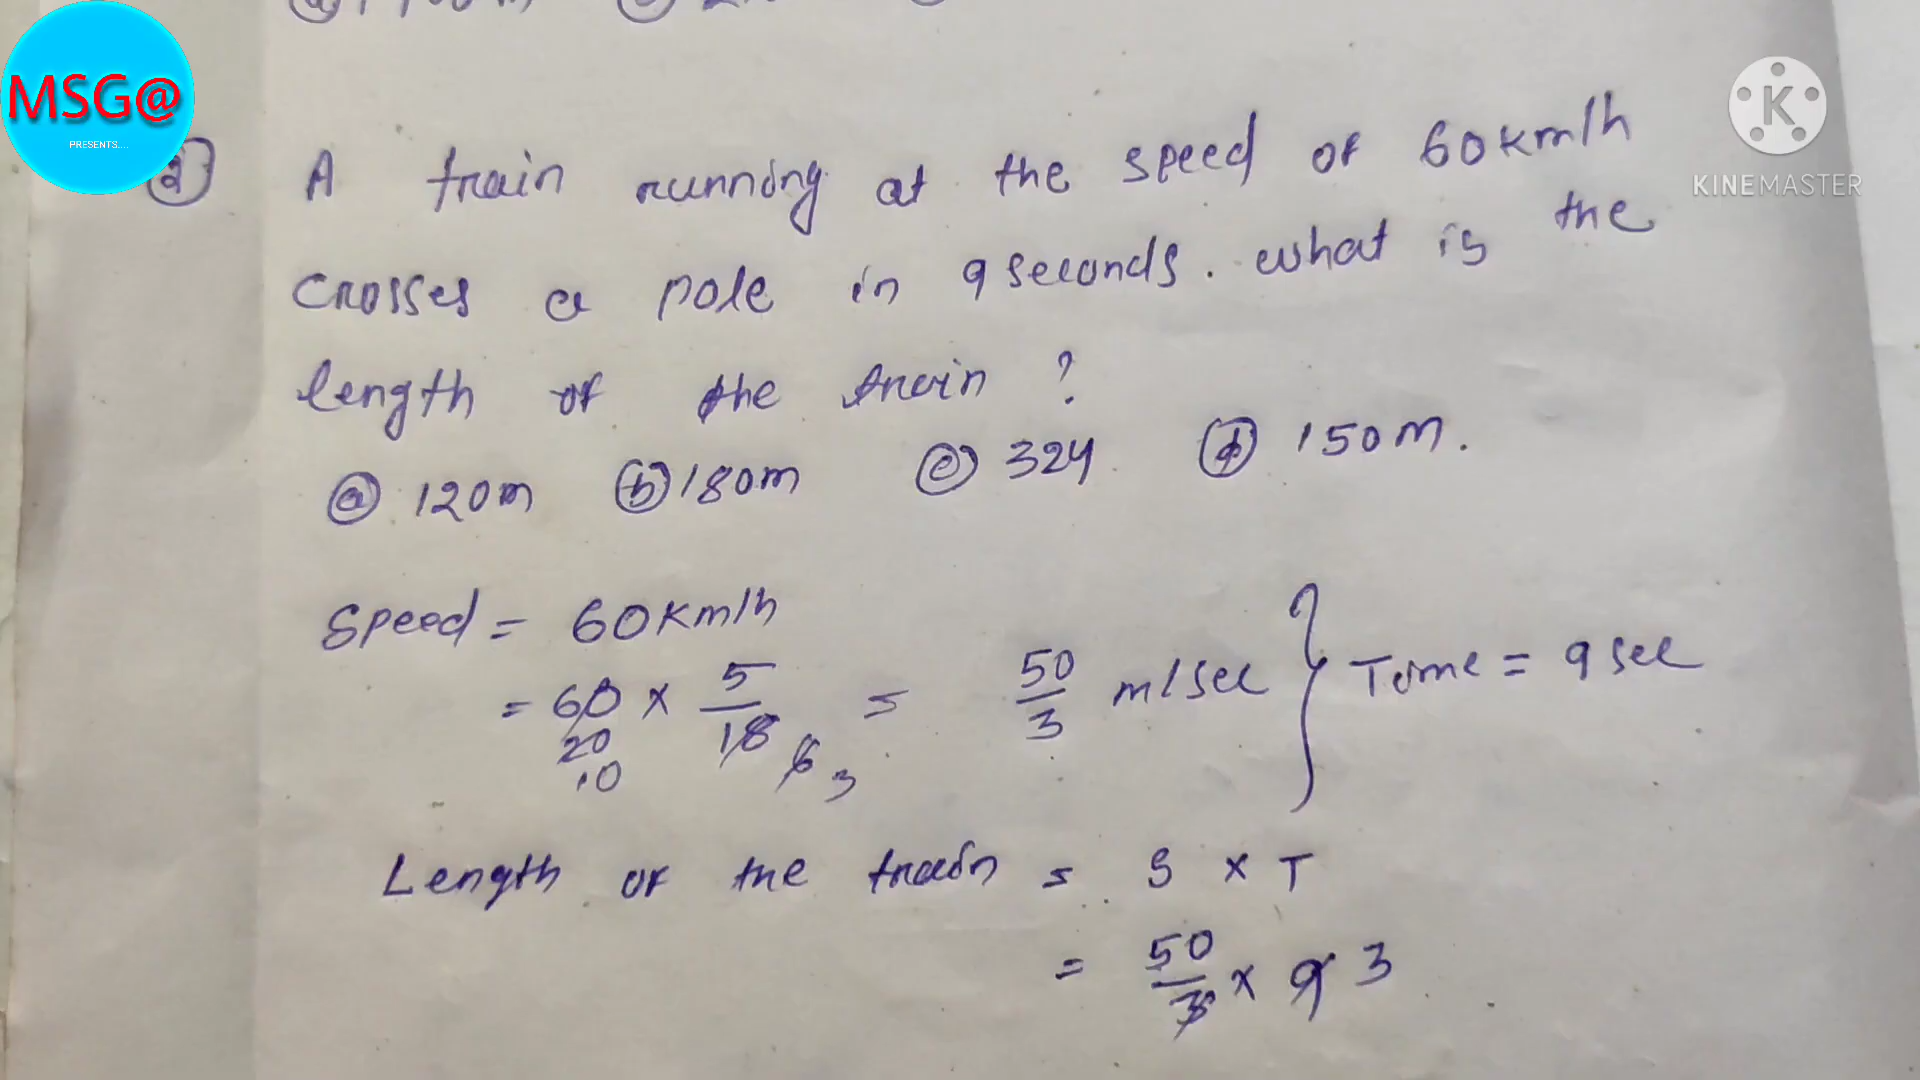 MSG@
PRESENTS....
K
KINEMASTER
2 A train running at the speed of 60km/h
crosses a pole in 9 seconds. what is the
length of the train ?
a 120m b 180m c 324 d 150m.
Speed = 60km/h
= 60 x 5/18 = 50/3 m/sec } Time = 9 sec
20 6 3
10
Length of the train = S x T
= 50/3 x 9 3